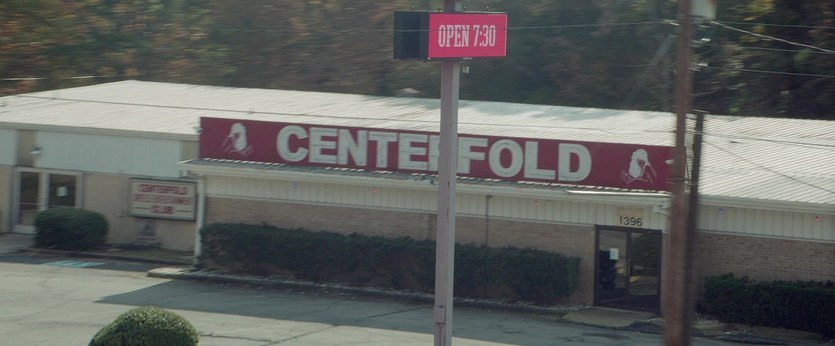 OPEN 7:30
CENTERFOLD
CENTERFOLD
CLUB
1396